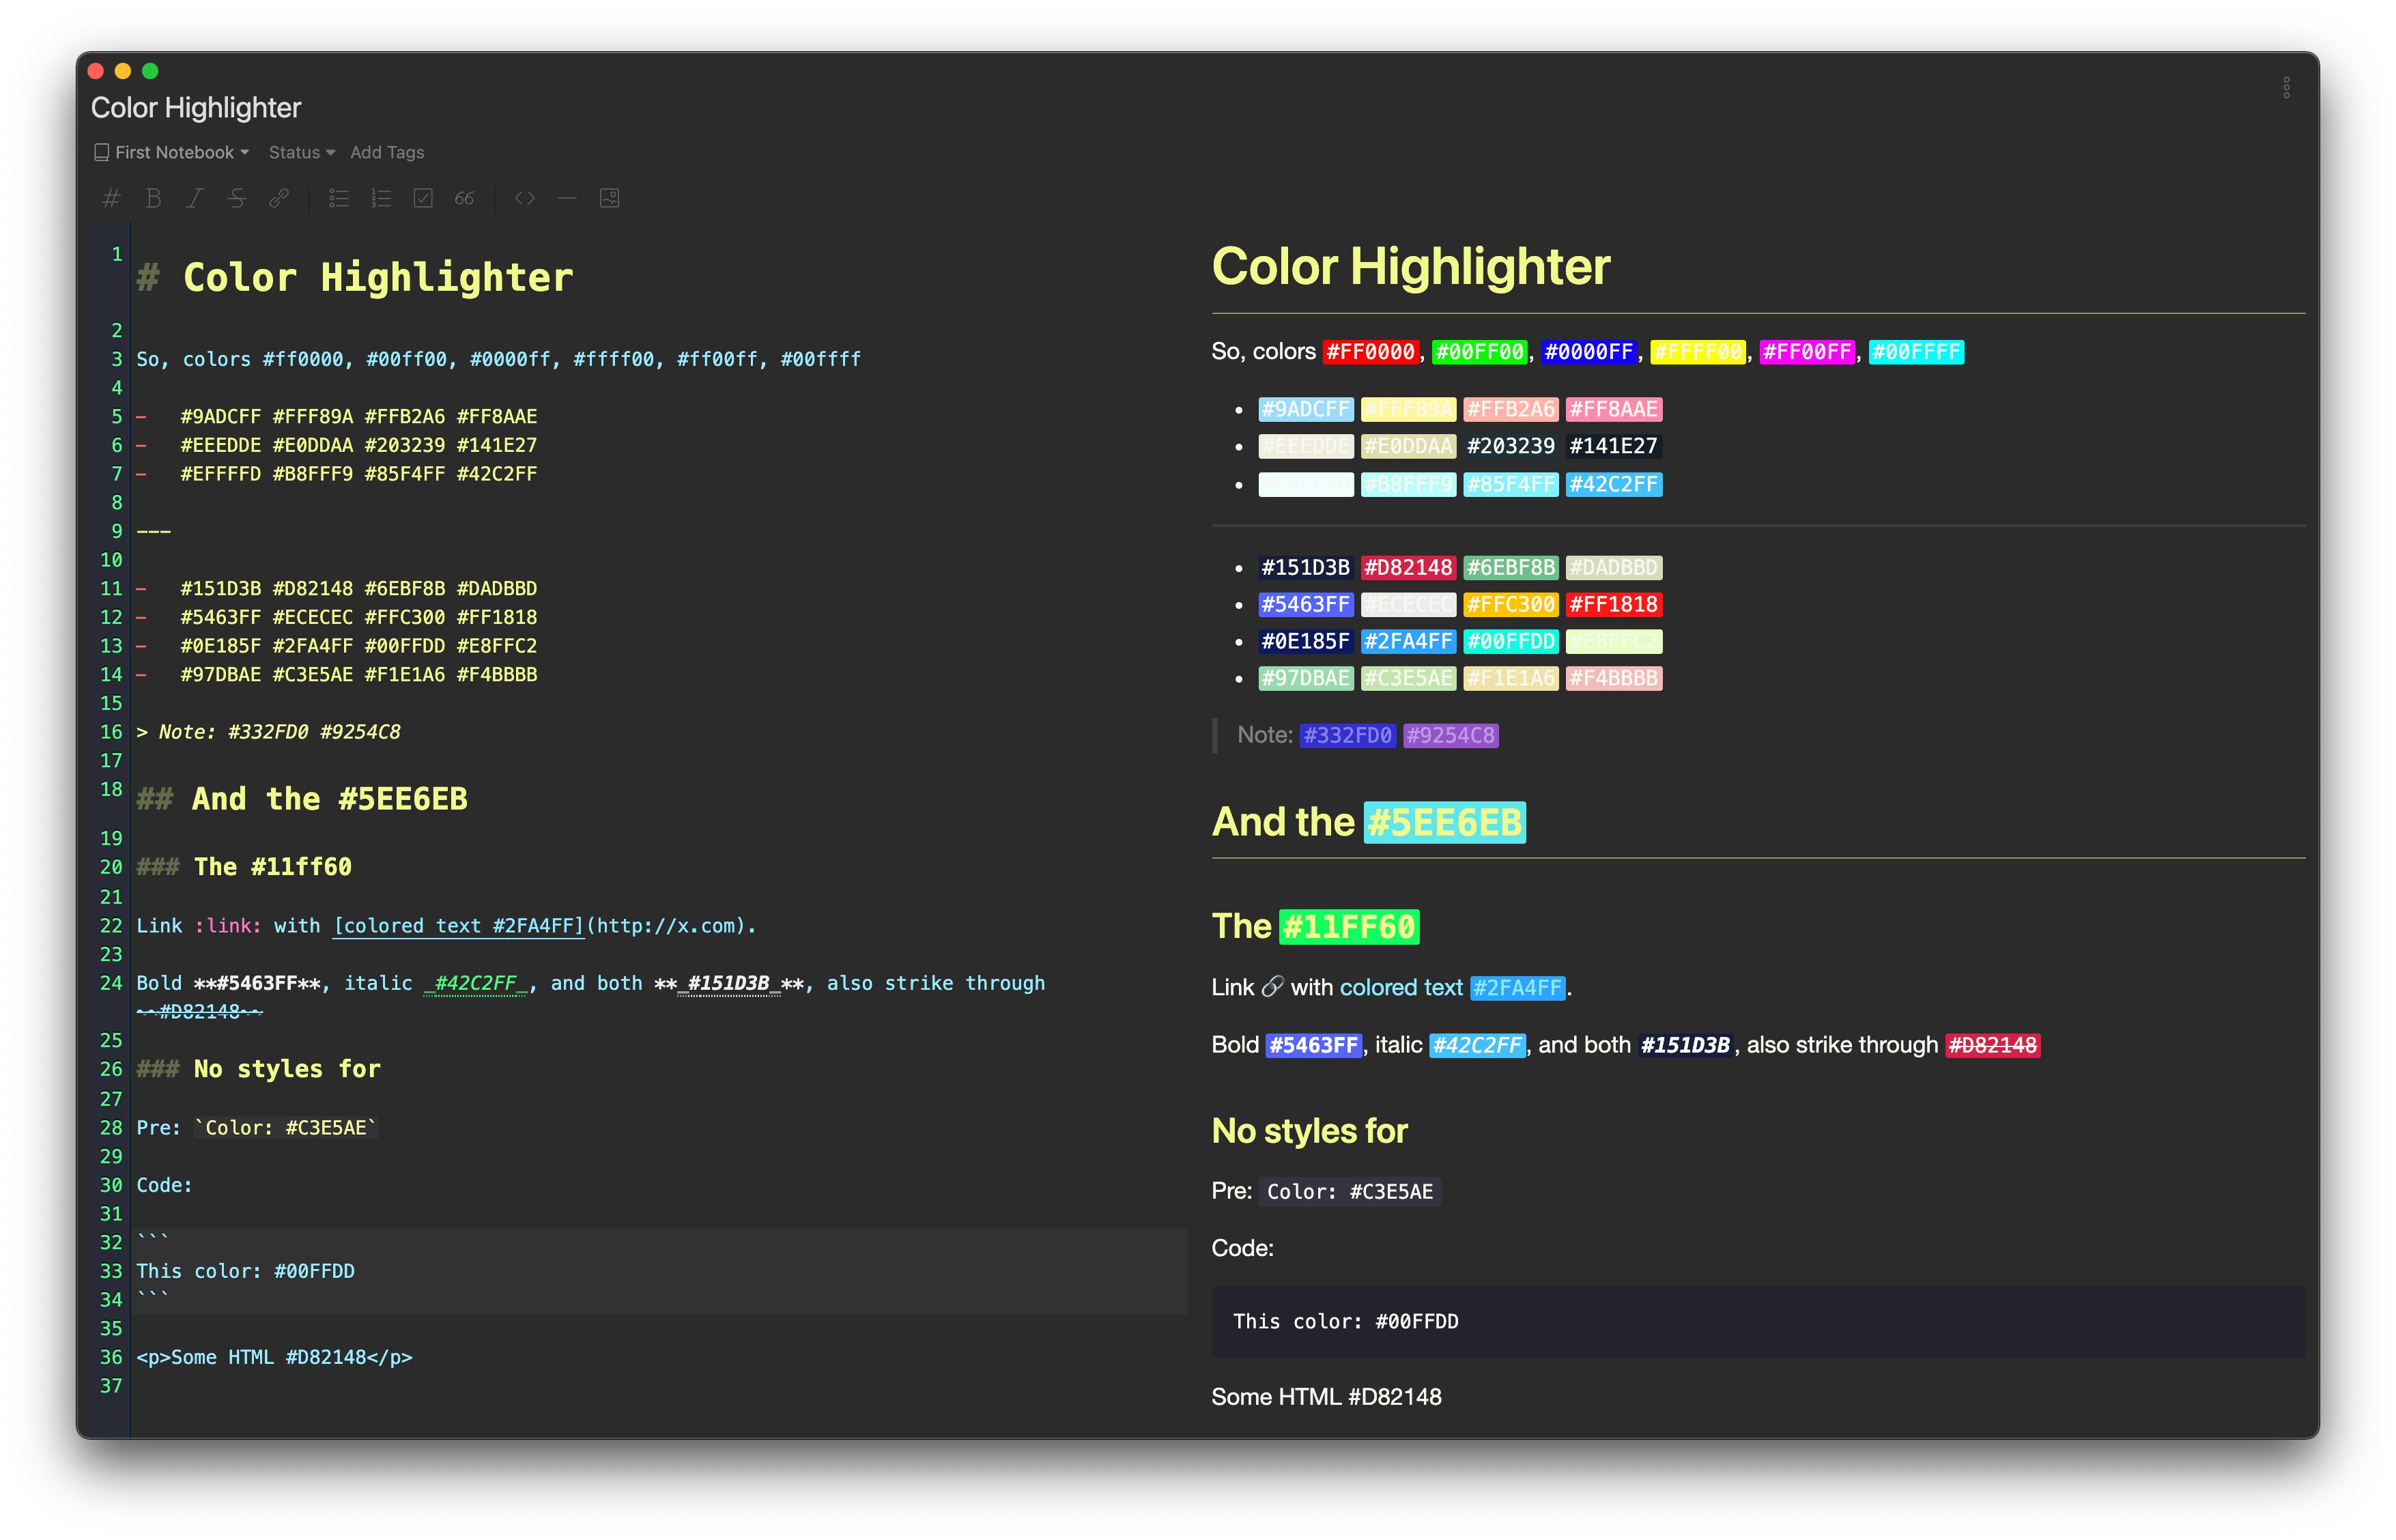 Color Highlighter
First Notebook Status Add Tags
1 # Color Highlighter
2
3 So, colors #ff0000, #00ff00, #0000ff, #ffff00, #ff00ff, #00ffff
4
5 - #9ADCFF #FFF89A #FFB2A6 #FF8AAE
6 - #EEEDDE #E0DDAA #203239 #141E27
7 - #EFFFFD #B8FFF9 #85F4FF #42C2FF
8
9 ---
10
11 - #151D3B #D82148 #6EBF8B #DADBBD
12 - #5463FF #ECECEC #FFC300 #FF1818
13 - #0E185F #2FA4FF #00FFDD #E8FFC2
14 - #97DBAE #C3E5AE #F1E1A6 #F4BBBB
15
16 > Note: #332FD0 #9254C8
17
18 ## And the #5EE6EB
19
20 ### The #11ff60
21
22 Link :link: with [colored text #2FA4FF](http://x.com).
23
24 Bold **#5463FF**, italic _#42C2FF_, and both **_#151D3B_**, also strike through
~~#D82148~~
25
26 ### No styles for
27
28 Pre: `Color: #C3E5AE`
29
30 Code:
31
32 ```
33 This color: #00FFDD
34 ```
35
36 <p>Some HTML #D82148</p>
37
Color Highlighter
So, colors #FF0000, #00FF00, #0000FF, #FFFF00, #FF00FF, #00FFFF
• #9ADCFF #FFF89A #FFB2A6 #FF8AAE
• #EEEDDE #E0DDAA #203239 #141E27
• #B8FFF9 #85F4FF #42C2FF
• #151D3B #D82148 #6EBF8B #DADBBD
• #5463FF #ECECEC #FFC300 #FF1818
• #0E185F #2FA4FF #00FFDD #E8FFC2
• #97DBAE #C3E5AE #F1E1A6 #F4BBBB
Note: #332FD0 #9254C8
And the #5EE6EB
The #11FF60
Link 🔗 with colored text #2FA4FF.
Bold #5463FF, italic #42C2FF, and both #151D3B, also strike through #D82148
No styles for
Pre: Color: #C3E5AE
Code:
This color: #00FFDD
Some HTML #D82148